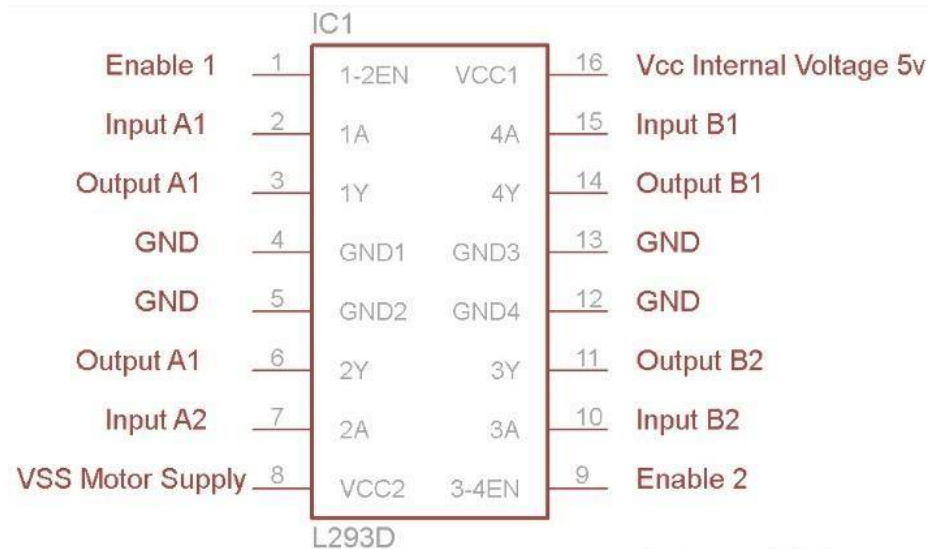 IC1
Enable 1 1 1-2EN VCC1 16 Vcc Internal Voltage 5v
Input A1 2 1A 4A 15 Input B1
Output A1 3 1Y 4Y 14 Output B1
GND 4 GND1 GND3 13 GND
GND 5 GND2 GND4 12 GND
Output A1 6 2Y 3Y 11 Output B2
Input A2 7 2A 3A 10 Input B2
VSS Motor Supply 8 VCC2 3-4EN 9 Enable 2
L293D